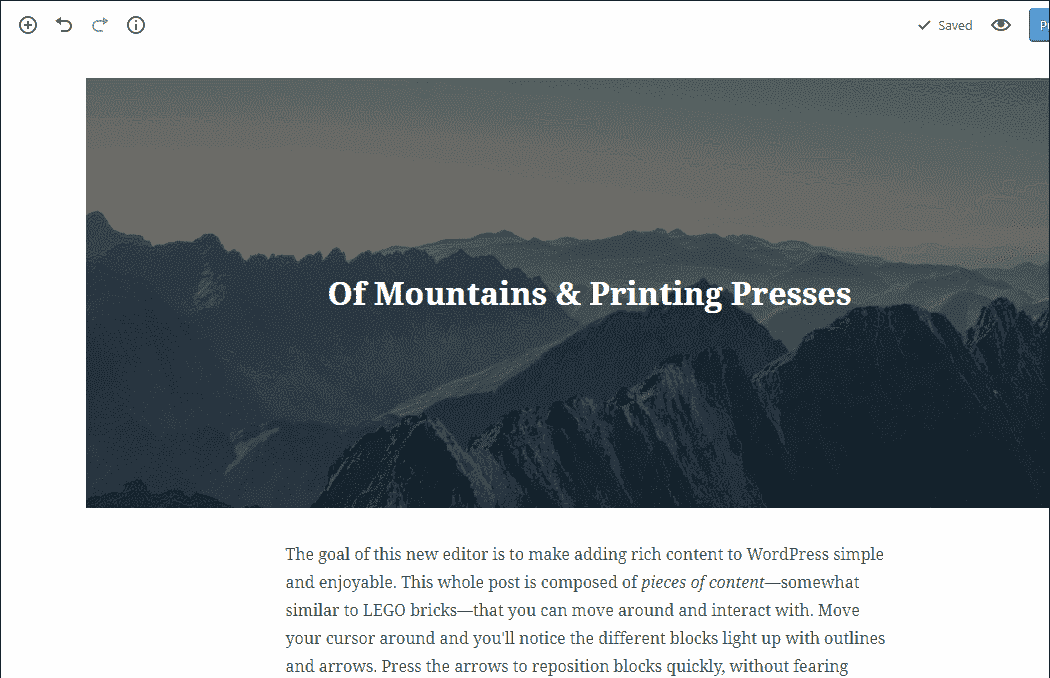 Saved
Of Mountains & Printing Presses
The goal of this new editor is to make adding rich content to WordPress simple
and enjoyable. This whole post is composed of pieces of content—somewhat
similar to LEGO bricks—that you can move around and interact with. Move
your cursor around and you'll notice the different blocks light up with outlines
and arrows. Press the arrows to reposition blocks quickly, without fearing